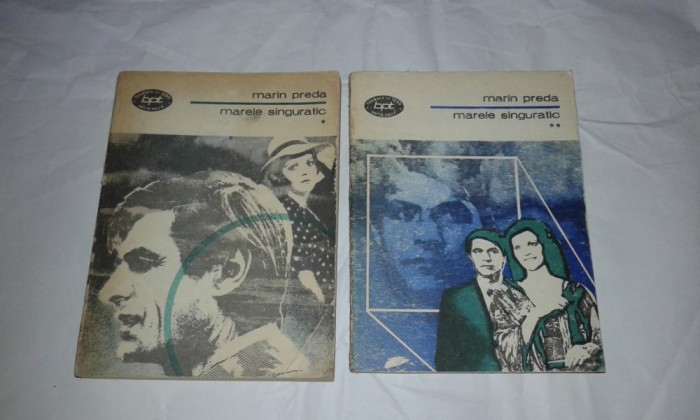 bpt
marin preda
marele singuratic
*
bpt
marin preda
marele singuratic
**